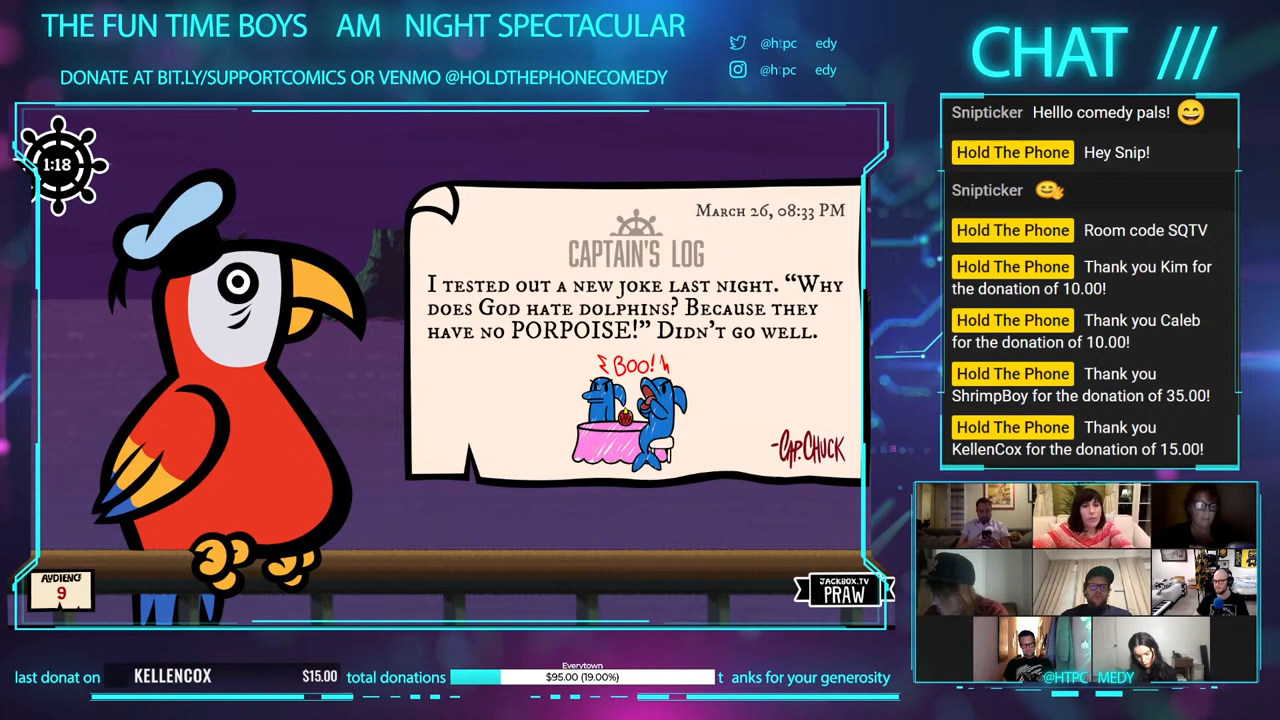 THE FUN TIME BOYS AM NIGHT SPECTACULAR
DONATE AT BIT.LY/SUPPORTCOMICS OR VENMO @HOLDTHEPHONECOMEDY
@htpc edy
@htpc edy
CHAT ///
1:18
March 26, 08:33 PM
CAPTAIN'S LOG
I tested out a new joke last night. “Why
does God hate dolphins? Because they
have no PORPOISE!” Didn't go well.
BOO!
-CAP. CHUCK
AUDIENCE
9
JACKBOX.TV
PRAW
Snipticker Helllo comedy pals! 😄
Hold The Phone Hey Snip!
Snipticker
Hold The Phone Room code SQTV
Hold The Phone Thank you Kim for
the donation of 10.00!
Hold The Phone Thank you Caleb
for the donation of 10.00!
Hold The Phone Thank you
ShrimpBoy for the donation of 35.00!
Hold The Phone Thank you
KellenCox for the donation of 15.00!
@HTPC MEDY
last donat on KELLENCOX $15.00 total donations
Everytown
$95.00 (19.00%)
t anks for your generosity